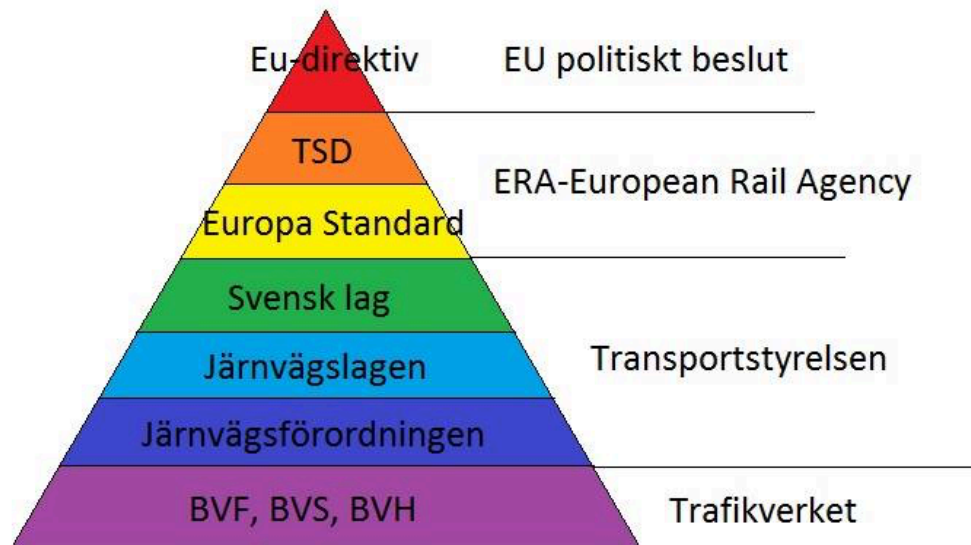 Eu-direktiv
EU politiskt beslut
TSD
ERA-European Rail Agency
Europa Standard
Svensk lag
Transportstyrelsen
Järnvägslagen
Järnvägsförordningen
BVF, BVS, BVH
Trafikverket